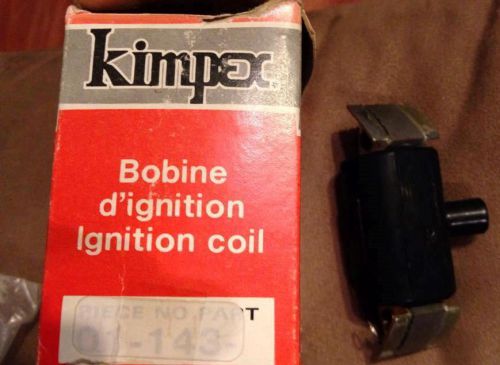 kimpex
Bobine
d'ignition
Ignition coil
PIECE NO PART
01-143-